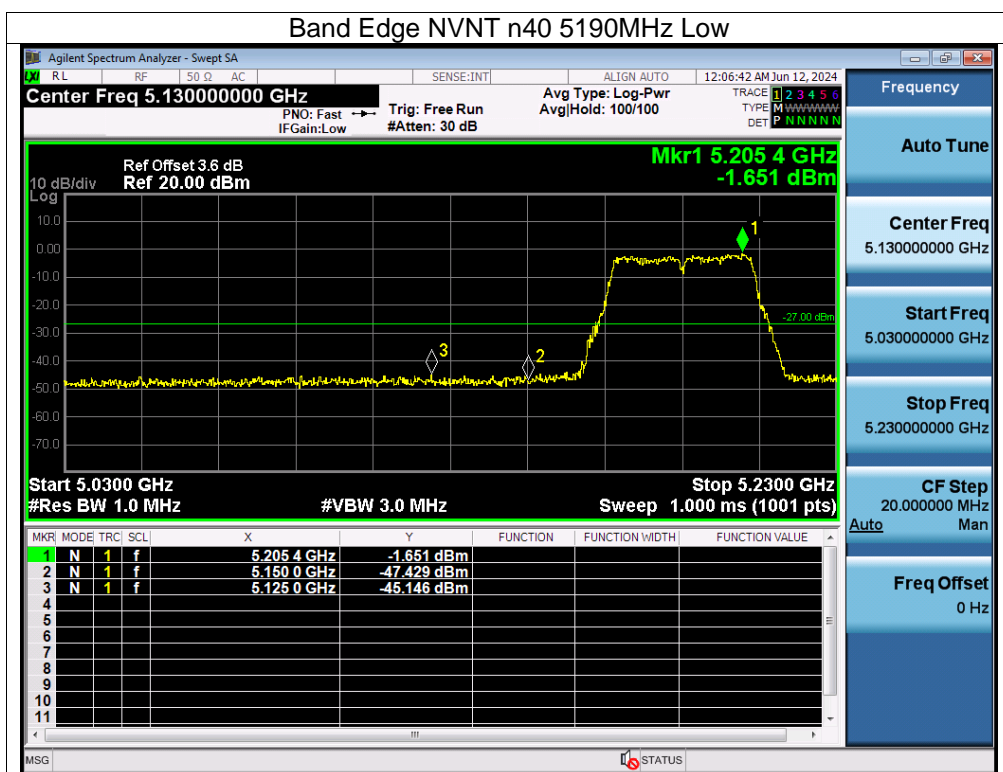 Band Edge NVNT n40 5190MHz Low
Agilent Spectrum Analyzer - Swept SA
RL RF 50 Ω AC SENSE:INT ALIGN AUTO 12:06:42 AM Jun 12, 2024
Center Freq 5.130000000 GHz
PNO: Fast
IFGain:Low
Trig: Free Run
#Atten: 30 dB
Avg Type: Log-Pwr
Avg|Hold: 100/100
TRACE 1 2 3 4 5 6
TYPE M WWWWW
DET P N N N N N
Mkr1 5.205 4 GHz
-1.651 dBm
Ref Offset 3.6 dB
10 dB/div Ref 20.00 dBm
Log
10.0
0.00
-10.0
-20.0
-30.0
-40.0
-50.0
-60.0
-70.0
1
-27.00 dBm
3
2
Start 5.0300 GHz Stop 5.2300 GHz
#Res BW 1.0 MHz #VBW 3.0 MHz Sweep 1.000 ms (1001 pts)
MKR MODE TRC SCL X Y FUNCTION FUNCTION WIDTH FUNCTION VALUE
1 N 1 f 5.205 4 GHz -1.651 dBm
2 N 1 f 5.150 0 GHz -47.429 dBm
3 N 1 f 5.125 0 GHz -45.146 dBm
4
5
6
7
8
9
10
11
MSG STATUS
Frequency
Auto Tune
Center Freq
5.130000000 GHz
Start Freq
5.030000000 GHz
Stop Freq
5.230000000 GHz
CF Step
20.000000 MHz
Auto Man
Freq Offset
0 Hz